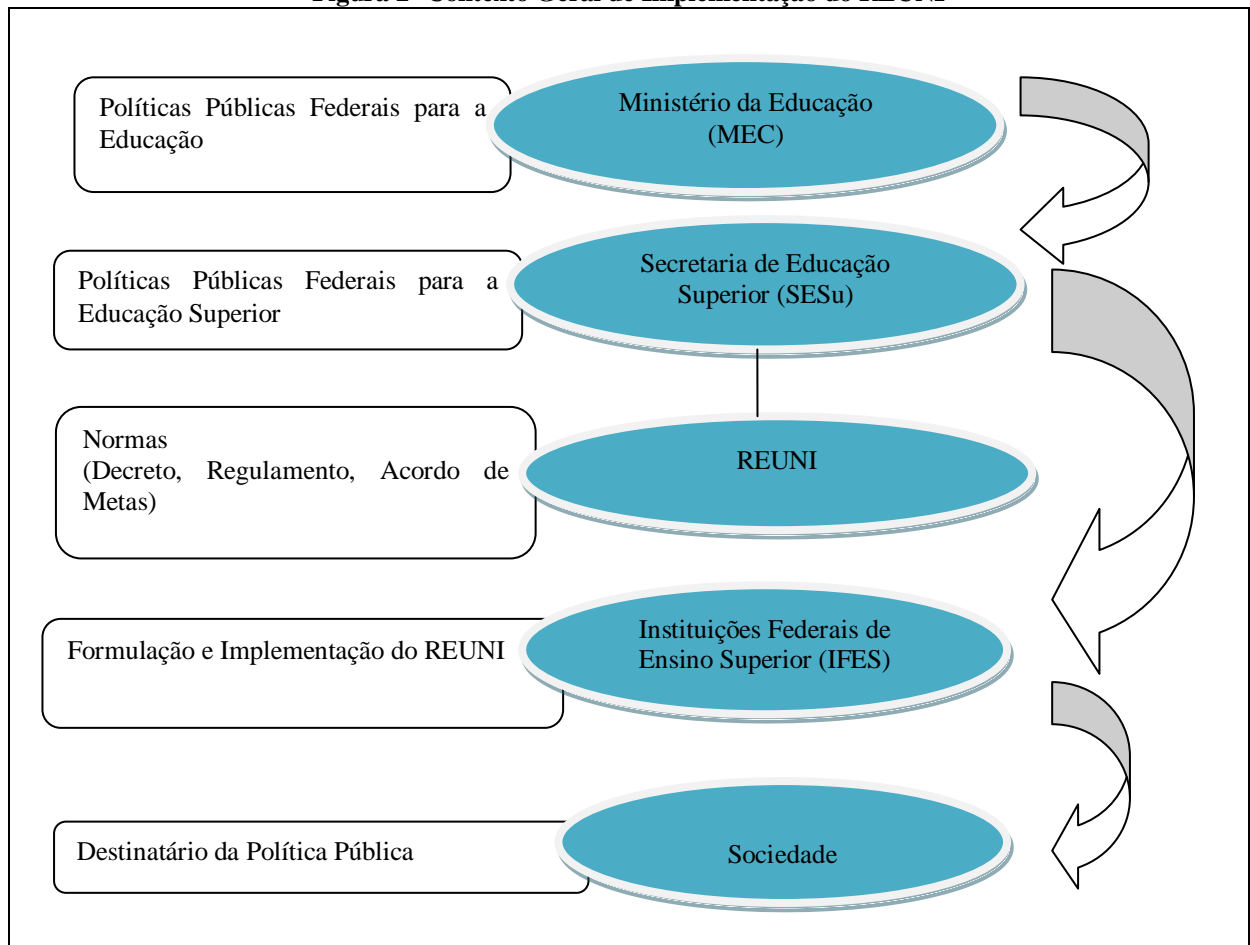 Políticas Públicas Federais para a
Educação
Ministério da Educação
(MEC)
Políticas Públicas Federais para a
Educação Superior
Secretaria de Educação
Superior (SESu)
Normas
(Decreto, Regulamento, Acordo de
Metas)
REUNI
Formulação e Implementação do REUNI
Instituições Federais de
Ensino Superior (IFES)
Destinatário da Política Pública
Sociedade